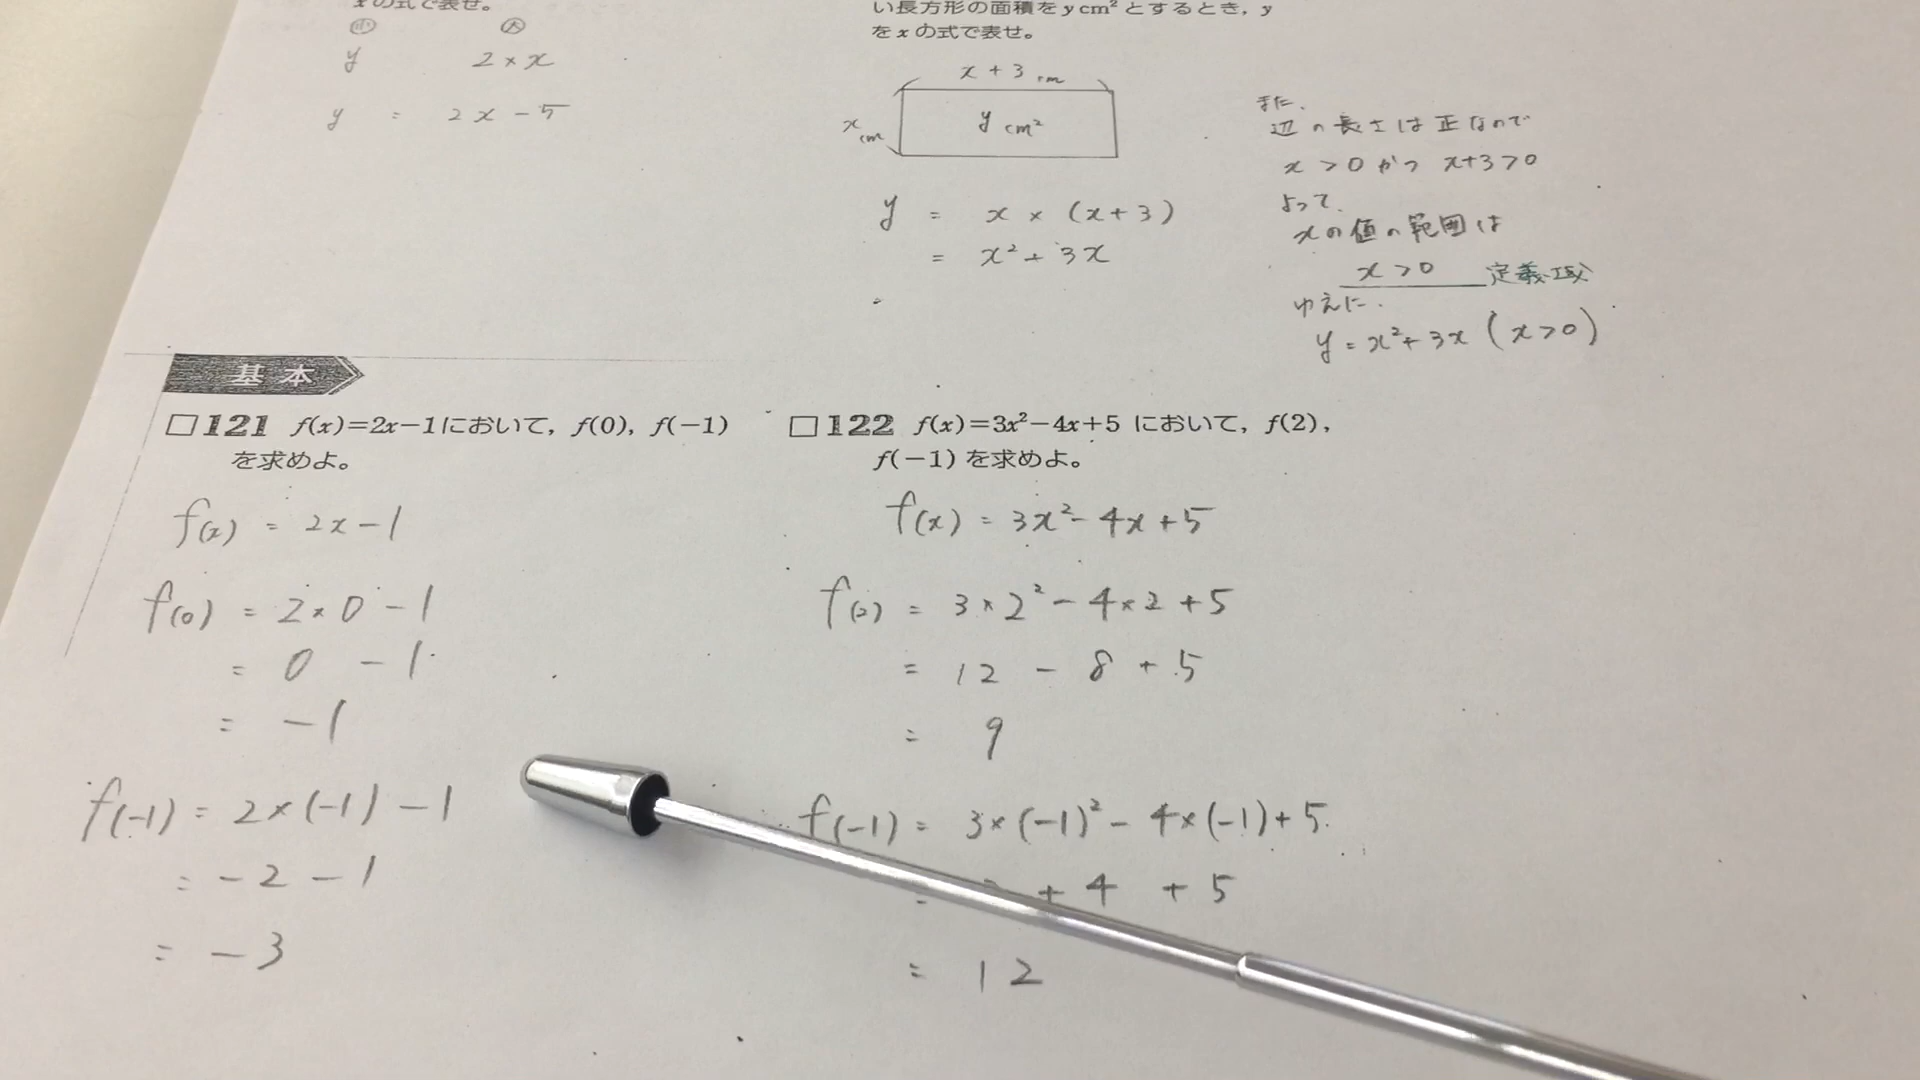 xの式で表せ。
小 大
y 2×x
y = 2x-5
い長方形の面積をy cm²とするとき，y
をxの式で表せ。
x+3 cm
x cm
y cm²
y = x×(x+3)
= x²+3x
=
また、
辺の長さは正なので
x>0 かつ x+3>0
よって、
xの値の範囲は
x>0 定義域
ゆえに、
y=x²+3x (x>0)
基本
□121 f(x)=2x-1において，f(0)，f(-1)
を求めよ。
f(x) = 2x-1
f(0) = 2×0-1
= 0 -1
= -1
f(-1) = 2×(-1)-1
= -2-1
= -3
□122 f(x)=3x²-4x+5 において，f(2)，
f(-1)を求めよ。
f(x) = 3x²-4x+5
f(2) = 3×2²-4×2+5
= 12 - 8 + 5
= 9
f(-1) = 3×(-1)²-4×(-1)+5
= + 4 + 5
= 12